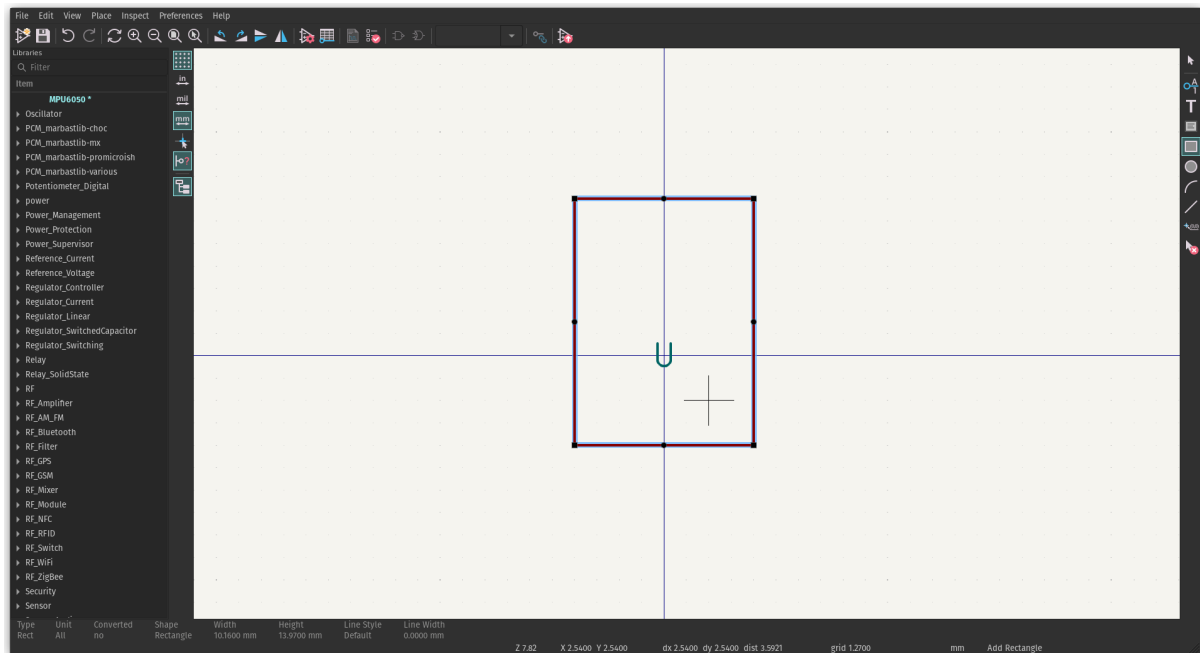 File Edit View Place Inspect Preferences Help
Libraries
Filter
Item
in
MPU6050 *
mil
Oscillator
PCM_marbastlib-choc
mm
PCM_marbastlib-mx
PCM_marbastlib-promicroish
PCM_marbastlib-various
Potentiometer_Digital
power
Power_Management
Power_Protection
Power_Supervisor
Reference_Current
Reference_Voltage
Regulator_Controller
Regulator_Current
Regulator_Linear
Regulator_SwitchedCapacitor
Regulator_Switching
Relay
U
Relay_SolidState
RF
RF_Amplifier
RF_AM_FM
RF_Bluetooth
RF_Filter
RF_GPS
RF_GSM
RF_Mixer
RF_Module
RF_NFC
RF_RFID
RF_Switch
RF_WiFi
RF_ZigBee
Security
Sensor
Type Unit Converted Shape Width Height Line Style Line Width
Rect All no Rectangle 10.1600 mm 13.9700 mm Default 0.0000 mm
Z 7.82 X 2.5400 Y 2.5400 dx 2.5400 dy 2.5400 dist 3.5921 grid 1.2700 mm Add Rectangle